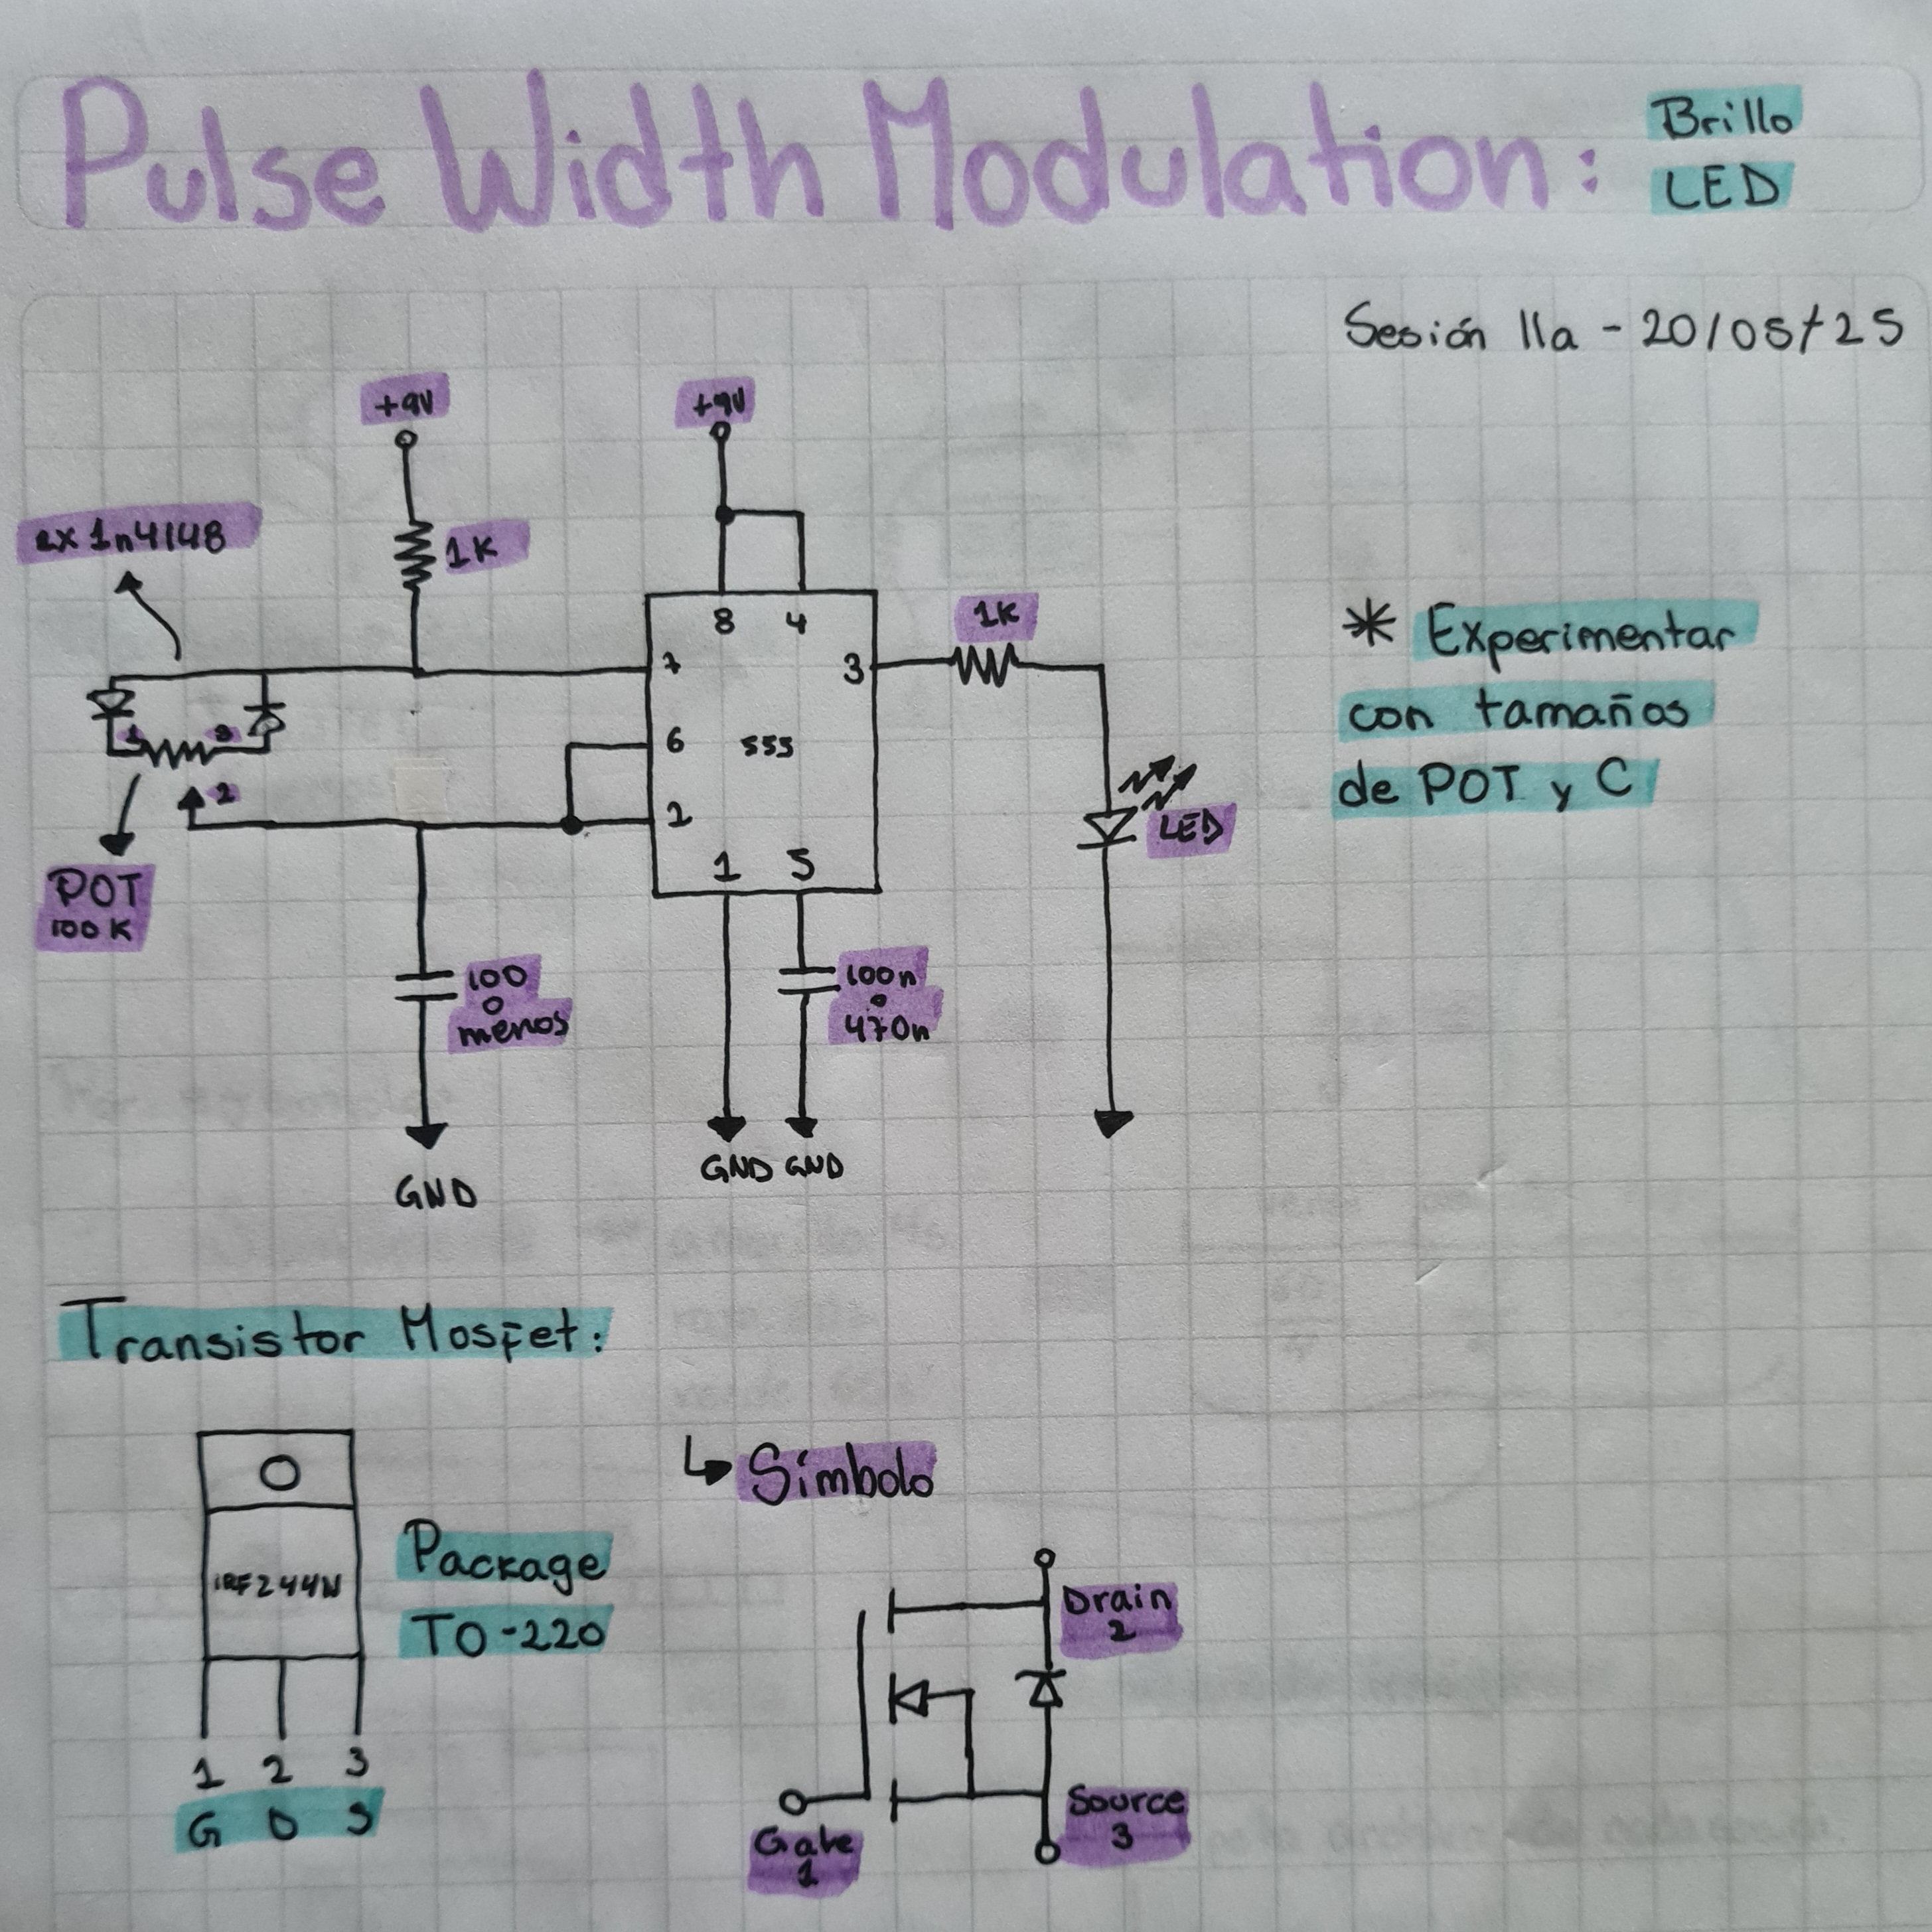 Pulse Width Modulation:
Brillo
LED
Sesión 11a - 20/05/25
+9V
+9V
2x 1n4148
1K
1K
8 4
7
3
6
555
2
1 5
1 3
2
POT
100K
LED
* Experimentar
con tamaños
de POT y C
100
o
menos
100n
o
470n
GND
GND GND
Transistor Mosfet:
IRFZ44N
Package
TO-220
1 2 3
G D S
↳ Símbolo
Drain
2
Source
3
Gate
1